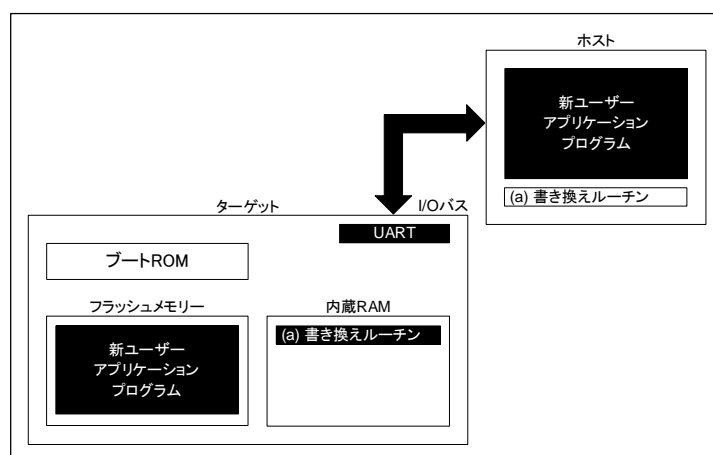 ホスト
新ユーザー
アプリケーション
プログラム
(a) 書き換えルーチン
ターゲット
I/Oバス
UART
ブートROM
フラッシュメモリー
内蔵RAM
新ユーザー
アプリケーション
プログラム
(a) 書き換えルーチン